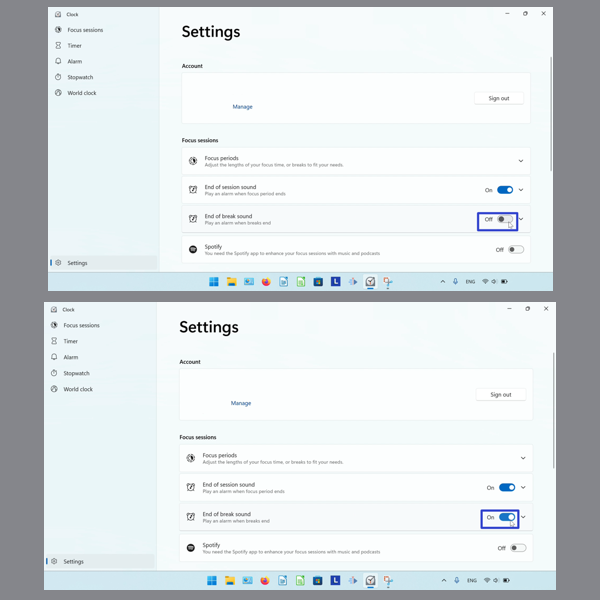 Clock
Focus sessions
Timer
Alarm
Stopwatch
World clock
Settings
Settings
Account
Manage
Sign out
Focus sessions
Focus periods
Adjust the lengths of your focus time, or breaks to fit your needs.
End of session sound
Play an alarm when focus period ends
On
End of break sound
Play an alarm when breaks end
Off
Spotify
You need the Spotify app to enhance your focus sessions with music and podcasts
Off
L
ENG
Clock
Focus sessions
Timer
Alarm
Stopwatch
World clock
Settings
Settings
Account
Manage
Sign out
Focus sessions
Focus periods
Adjust the lengths of your focus time, or breaks to fit your needs.
End of session sound
Play an alarm when focus period ends
On
End of break sound
Play an alarm when breaks end
On
Spotify
You need the Spotify app to enhance your focus sessions with music and podcasts
Off
L
ENG